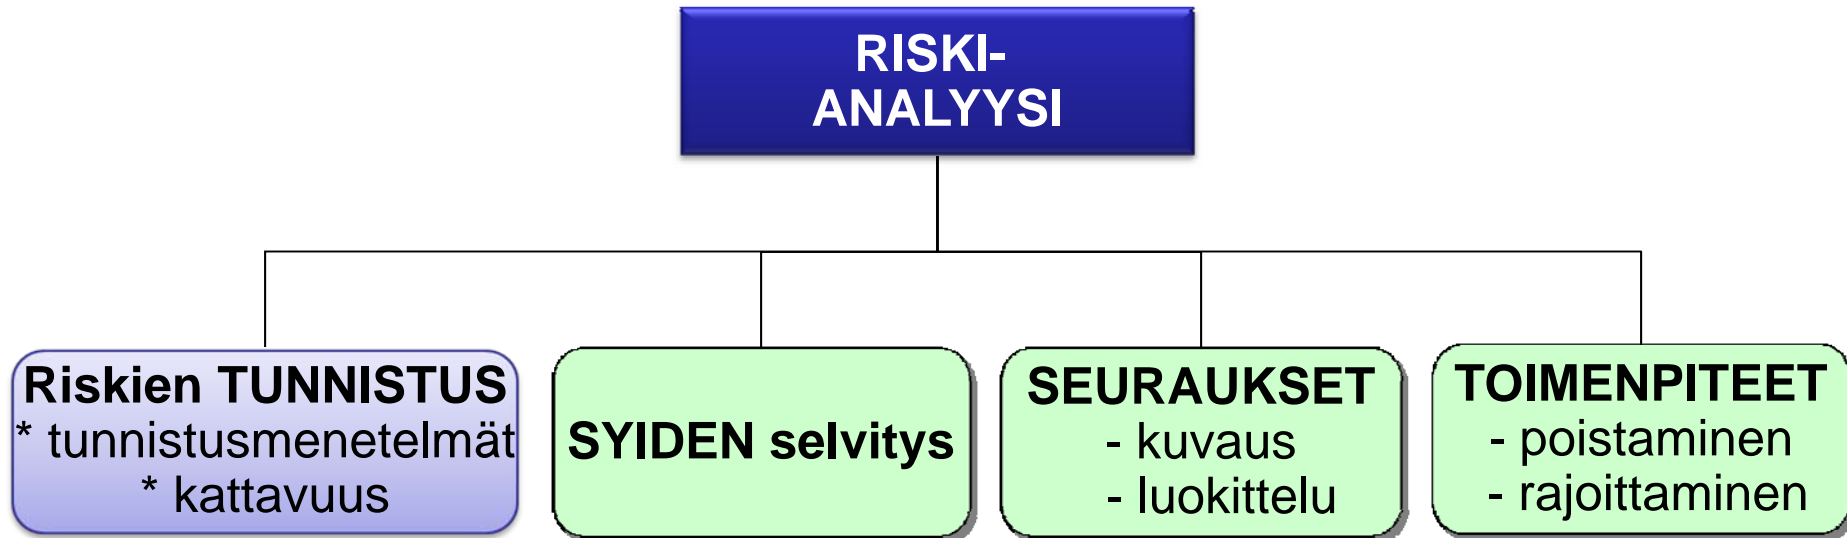 RISKI-
ANALYYSI
Riskien TUNNISTUS
* tunnistusmenetelmät
* kattavuus
SYIDEN selvitys
SEURAUKSET
- kuvaus
- luokittelu
TOIMENPITEET
- poistaminen
- rajoittaminen